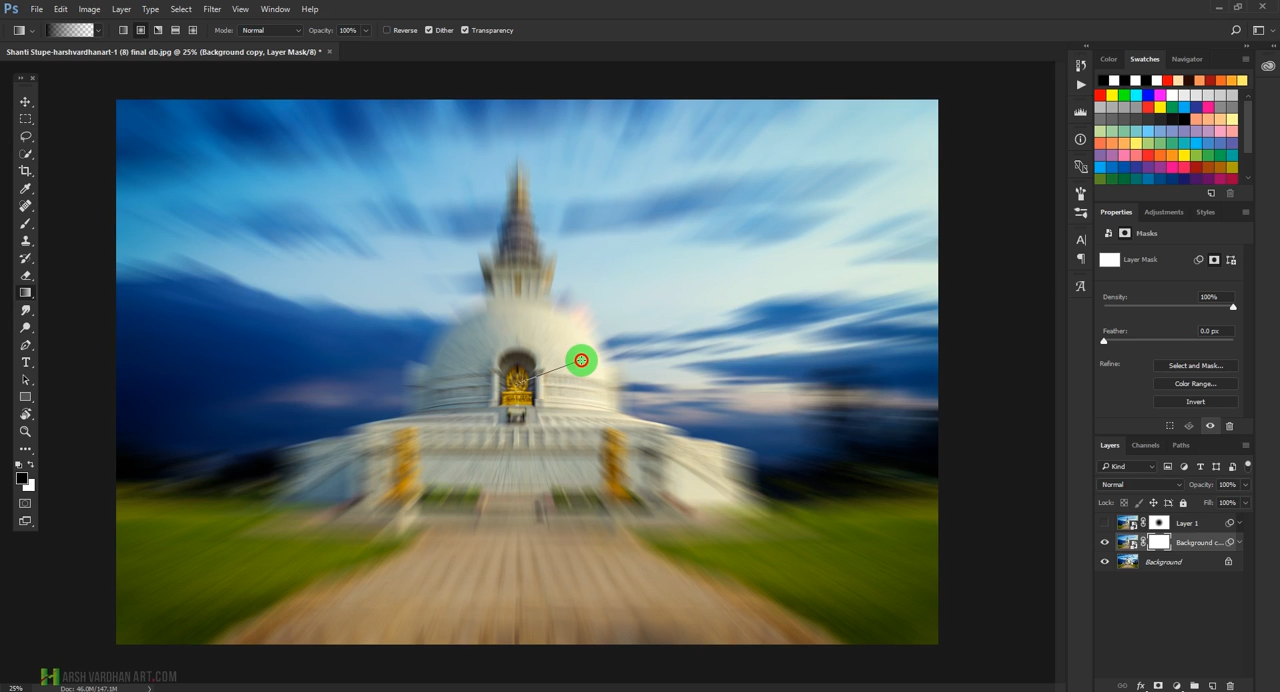 Ps File Edit Image Layer Type Select Filter View Window Help
Mode: Normal Opacity: 100% Reverse Dither Transparency
Shanti Stupe-harshvardhanart-1 (8) final db.jpg @ 25% (Background copy, Layer Mask/8) * ×
Color Swatches Navigator
Properties Adjustments Styles
Masks
Layer Mask
Density: 100%
Feather: 0.0 px
Refine: Select and Mask...
Color Range...
Invert
Layers Channels Paths
Kind
Normal Opacity: 100%
Lock: Fill: 100%
Layer 1
Background c...
Background
HARSH VARDHAN ART.COM
25% Doc: 46.0M/147.1M